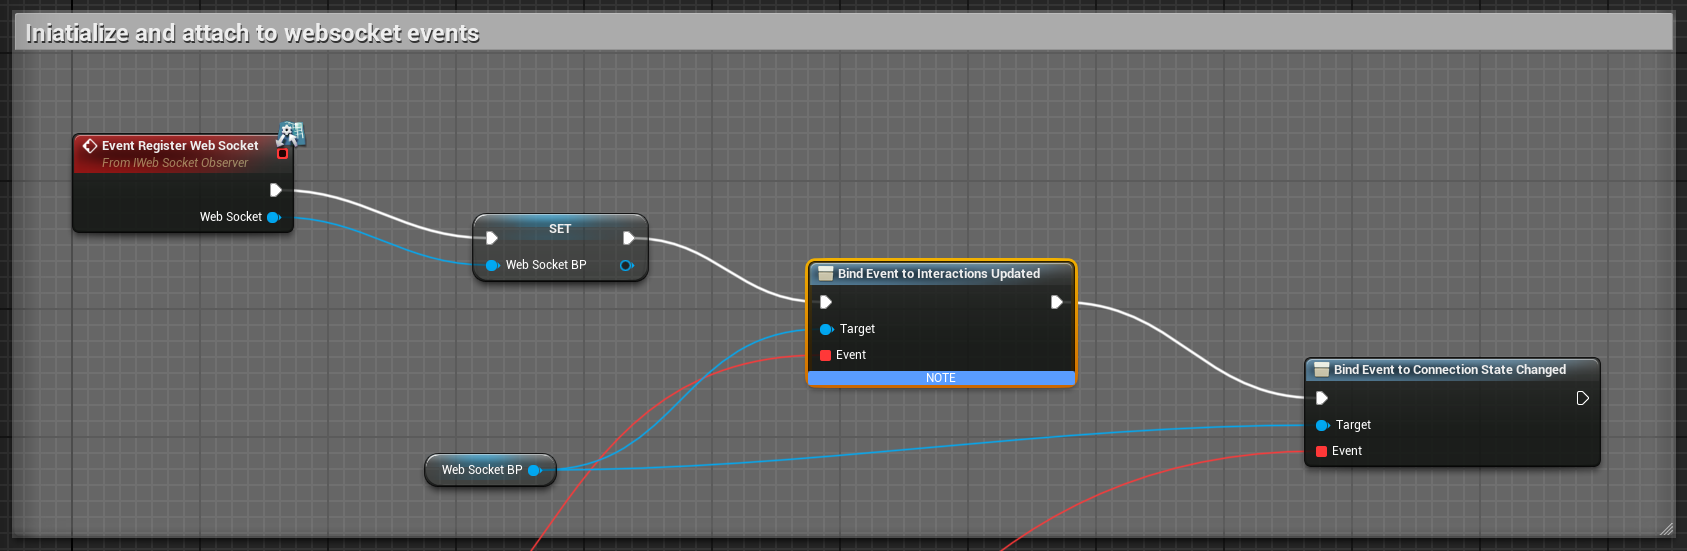 Iniatialize and attach to websocket events
Event Register Web Socket
From IWeb Socket Observer
Web Socket
SET
Web Socket BP
Bind Event to Interactions Updated
Target
Event
NOTE
Bind Event to Connection State Changed
Target
Event
Web Socket BP